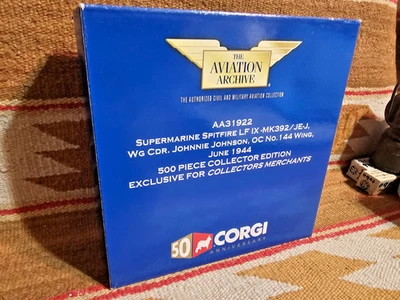 THE
AVIATION
ARCHIVE
THE AUTHORIZED CIVIL AND MILITARY AVIATION COLLECTION
AA31922
SUPERMARINE SPITFIRE LF IX -MK392/JE-J,
WG CDR. JOHNNIE JOHNSON, OC NO.144 WING,
JUNE 1944
500 PIECE COLLECTOR EDITION
EXCLUSIVE FOR COLLECTORS MERCHANTS
50 CORGI
ANNIVERSARY